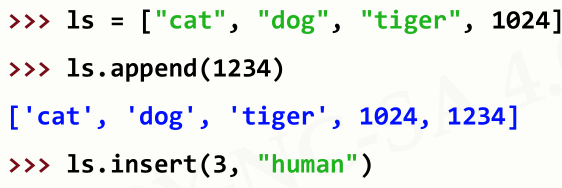 >>> ls = ["cat", "dog", "tiger", 1024]
>>> ls.append(1234)
['cat', 'dog', 'tiger', 1024, 1234]
>>> ls.insert(3, "human")